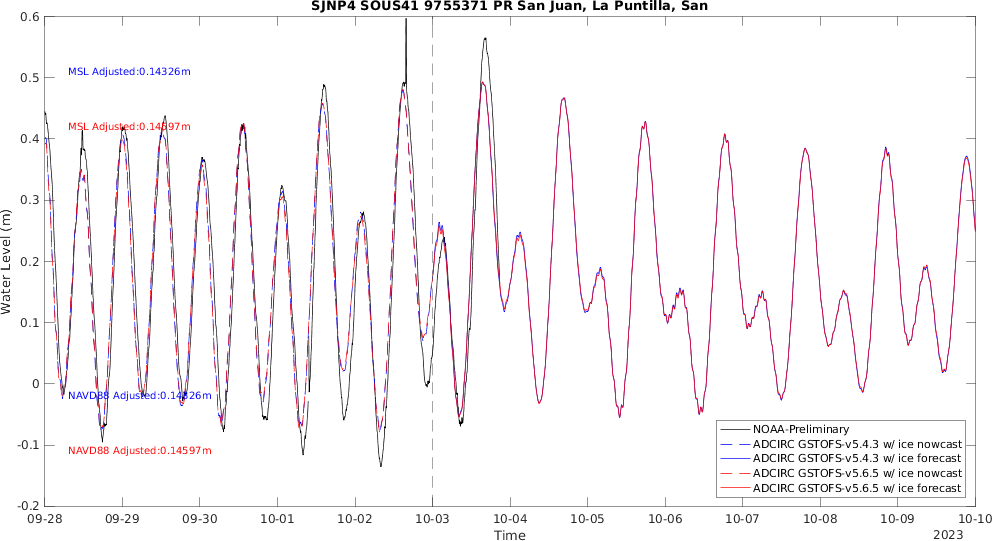 SJNP4 SOUS41 9755371 PR San Juan, La Puntilla, San
0.6
0.5
0.4
0.3
0.2
0.1
0
-0.1
-0.2
Water Level (m)
MSL Adjusted:0.14326m
MSL Adjusted:0.14597m
NAVD88 Adjusted:0.14326m
NAVD88 Adjusted:0.14597m
NOAA-Preliminary
ADCIRC GSTOFS-v5.4.3 w/ ice nowcast
ADCIRC GSTOFS-v5.4.3 w/ ice forecast
ADCIRC GSTOFS-v5.6.5 w/ ice nowcast
ADCIRC GSTOFS-v5.6.5 w/ ice forecast
09-28 09-29 09-30 10-01 10-02 10-03 10-04 10-05 10-06 10-07 10-08 10-09 10-10
Time
2023